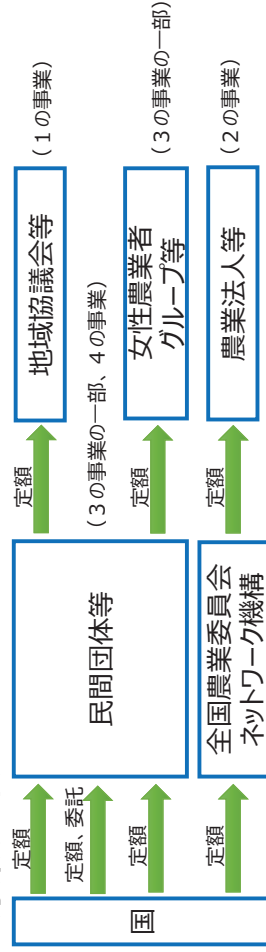 国
定額
定額、委託
定額
定額
民間団体等
（３の事業の一部、４の事業）
全国農業委員会
ネットワーク機構
定額
定額
定額
地域協議会等
（１の事業）
女性農業者
グループ等
（３の事業の一部）
農業法人等
（２の事業）